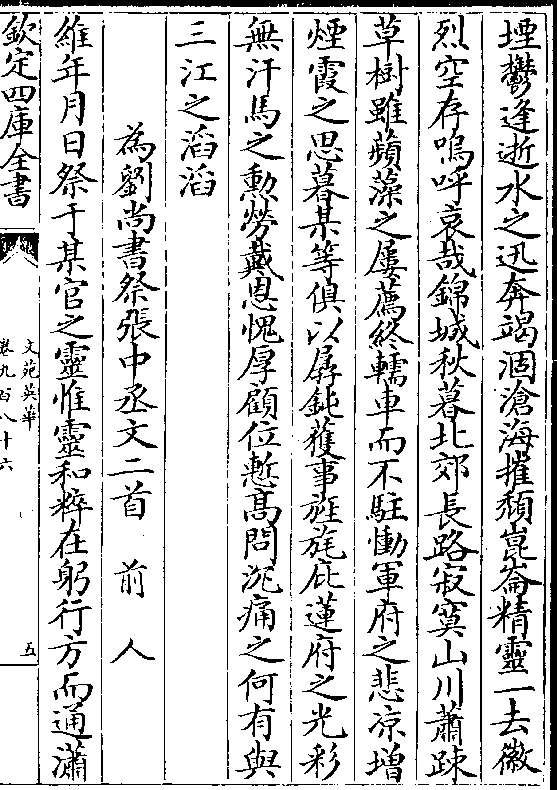 堙鬱逢逝水之迅奔竭涸滄海摧頽崑崙精靈一去徽
烈空存嗚呼哀哉錦城秋暮北郊長路寂寞山川蕭踈
草樹雖蘋藻之屢薦終轜車而不駐慟軍府之悲凉增
煙霞之思暮某等俱以孱鈍獲事旌旄庇蓮府之光彩
無汗馬之勲勞戴恩愧厚顧位慙髙問沉痛之何有與
三江之滔滔
為劉尚書祭張中丞文二首 前人
維年月日祭于某官之靈惟靈和粹在躬行方而通瀟
欽定四庫全書
文苑英華
卷九百八十六
五